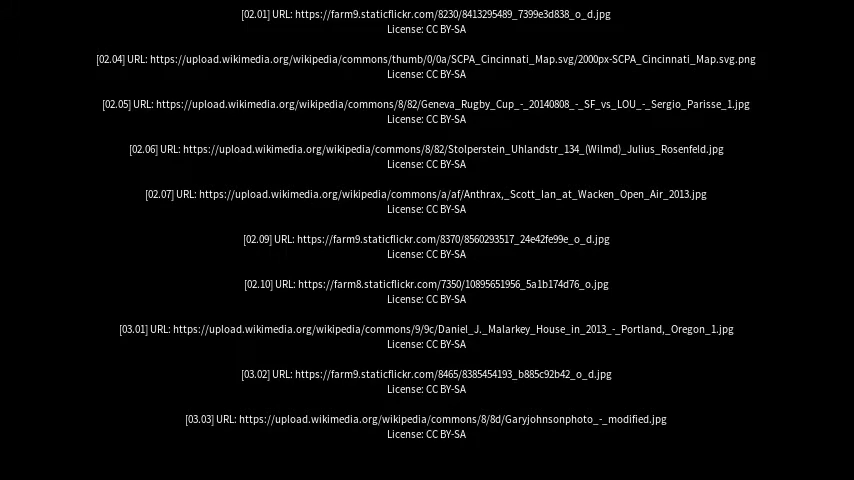 [02.01] URL: https://farm9.staticflickr.com/8230/8413295489_7399e3d838_o_d.jpg
License: CC BY-SA
[02.04] URL: https://upload.wikimedia.org/wikipedia/commons/thumb/0/0a/SCPA_Cincinnati_Map.svg/2000px-SCPA_Cincinnati_Map.svg.png
License: CC BY-SA
[02.05] URL: https://upload.wikimedia.org/wikipedia/commons/8/82/Geneva_Rugby_Cup_-_20140808_-_SF_vs_LOU_-_Sergio_Parisse_1.jpg
License: CC BY-SA
[02.06] URL: https://upload.wikimedia.org/wikipedia/commons/8/82/Stolperstein_Uhlandstr_134_(Wilmd)_Julius_Rosenfeld.jpg
License: CC BY-SA
[02.07] URL: https://upload.wikimedia.org/wikipedia/commons/a/af/Anthrax,_Scott_Ian_at_Wacken_Open_Air_2013.jpg
License: CC BY-SA
[02.09] URL: https://farm9.staticflickr.com/8370/8560293517_24e42fe99e_o_d.jpg
License: CC BY-SA
[02.10] URL: https://farm8.staticflickr.com/7350/10895651956_5a1b174d76_o.jpg
License: CC BY-SA
[03.01] URL: https://upload.wikimedia.org/wikipedia/commons/9/9c/Daniel_J._Malarkey_House_in_2013_-_Portland,_Oregon_1.jpg
License: CC BY-SA
[03.02] URL: https://farm9.staticflickr.com/8465/8385454193_b885c92b42_o_d.jpg
License: CC BY-SA
[03.03] URL: https://upload.wikimedia.org/wikipedia/commons/8/8d/Garyjohnsonphoto_-_modified.jpg
License: CC BY-SA